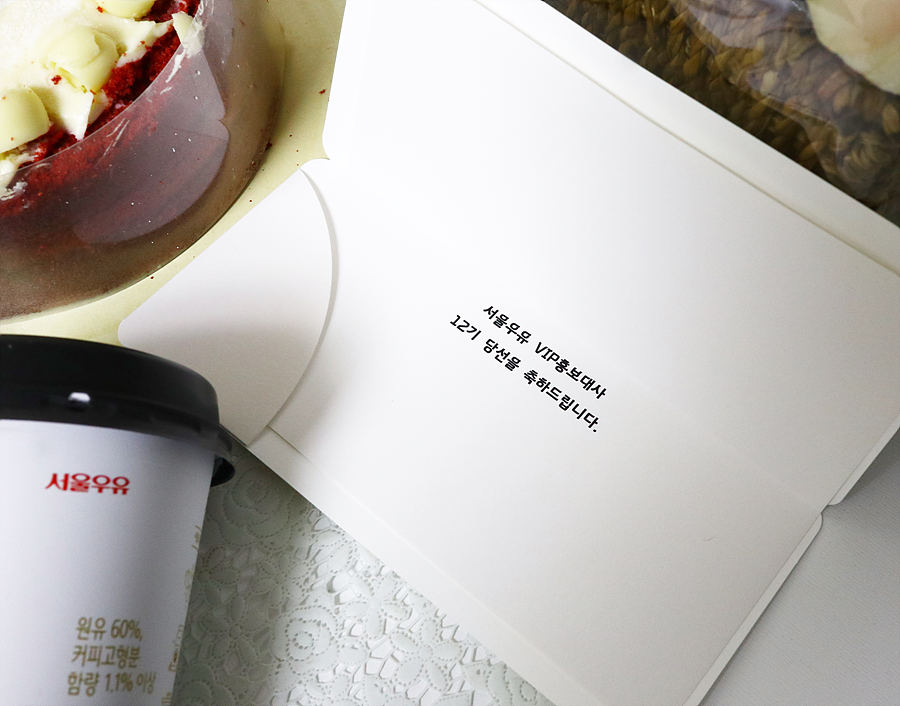 서울우유 VIP홍보대사
12기 당선을 축하드립니다.
서울우유
원유 60%,
커피고형분
함량 1.1% 이상